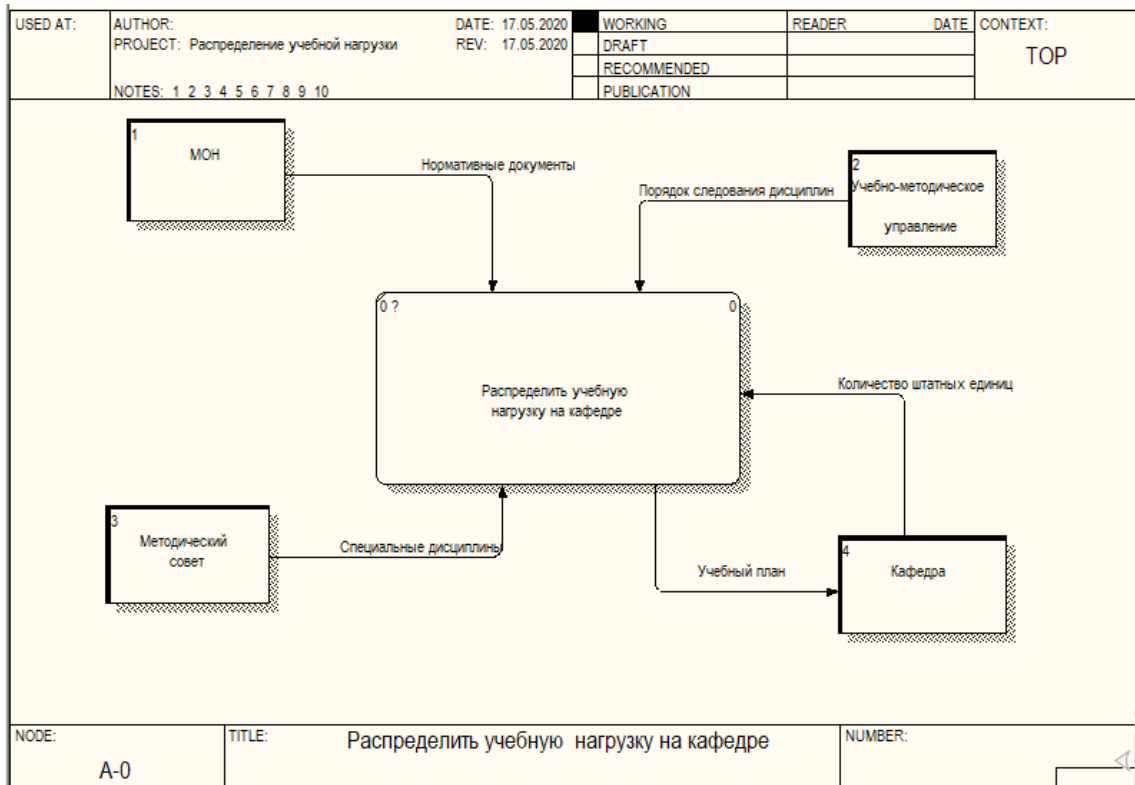 USED AT:
AUTHOR:
DATE: 17.05.2020
WORKING
READER
DATE
CONTEXT:
PROJECT: Распределение учебной нагрузки
REV: 17.05.2020
DRAFT
TOP
RECOMMENDED
NOTES: 1 2 3 4 5 6 7 8 9 10
PUBLICATION
1
МОН
Нормативные документы
2
Учебно-методическое
управление
Порядок следования дисциплин
0 ?
0
Распределить учебную
нагрузку на кафедре
Количество штатных единиц
3
Методический
совет
Специальные дисциплины
Учебный план
4
Кафедра
NODE:
TITLE:
Распределить учебную нагрузку на кафедре
NUMBER:
A-0